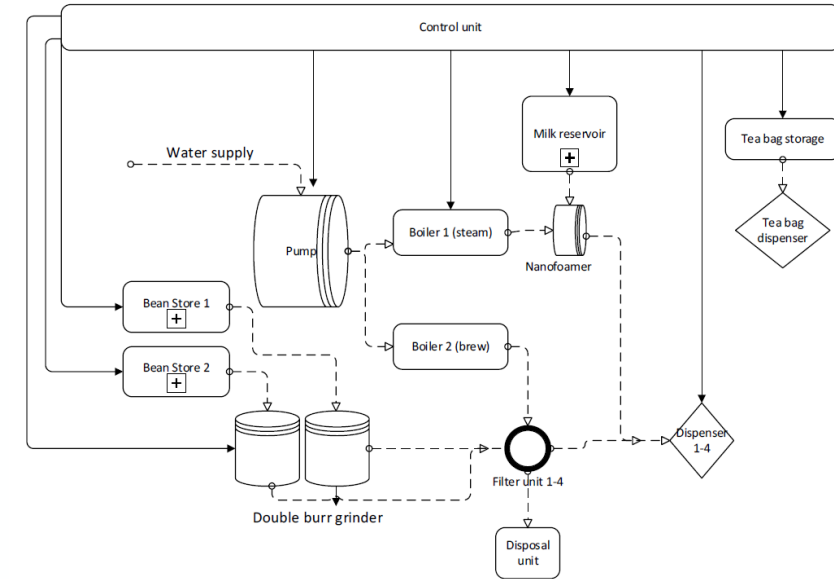 Control unit
Milk reservoir
Tea bag storage
Water supply
Boiler 1 (steam)
Tea bag
dispenser
Pump
Nanofoamer
Bean Store 1
Boiler 2 (brew)
Bean Store 2
Dispenser
1-4
Filter unit 1-4
Double burr grinder
Disposal
unit